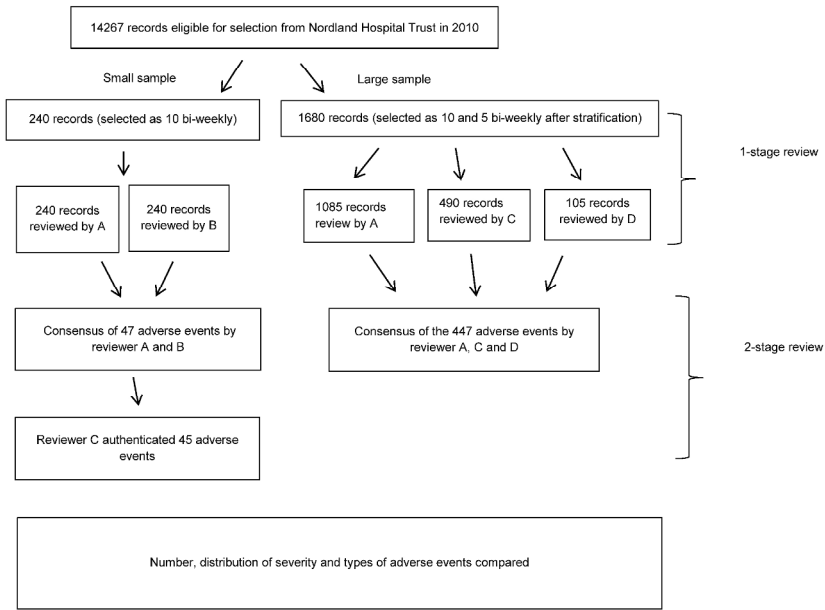 14267 records eligible for selection from Nordland Hospital Trust in 2010
Small sample
Large sample
240 records (selected as 10 bi-weekly)
1680 records (selected as 10 and 5 bi-weekly after stratification)
1-stage review
240 records
reviewed by A
240 records
reviewed by B
1085 records
review by A
490 records
reviewed by C
105 records
reviewed by D
Consensus of 47 adverse events by
reviewer A and B
Consensus of the 447 adverse events by
reviewer A, C and D
2-stage review
Reviewer C authenticated 45 adverse
events
Number, distribution of severity and types of adverse events compared